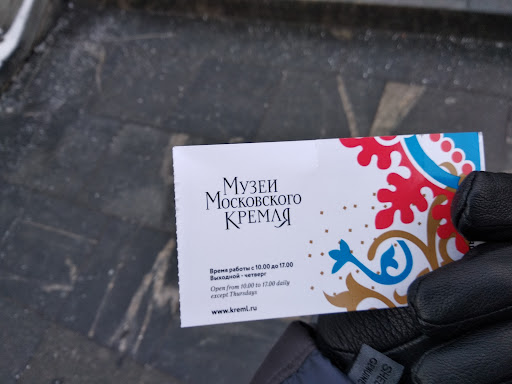 Музеи
Московского
Кремля
Время работы с 10.00 до 17.00
Выходной - четверг
Open from 10.00 to 17.00 daily
except Thursdays
www.kreml.ru